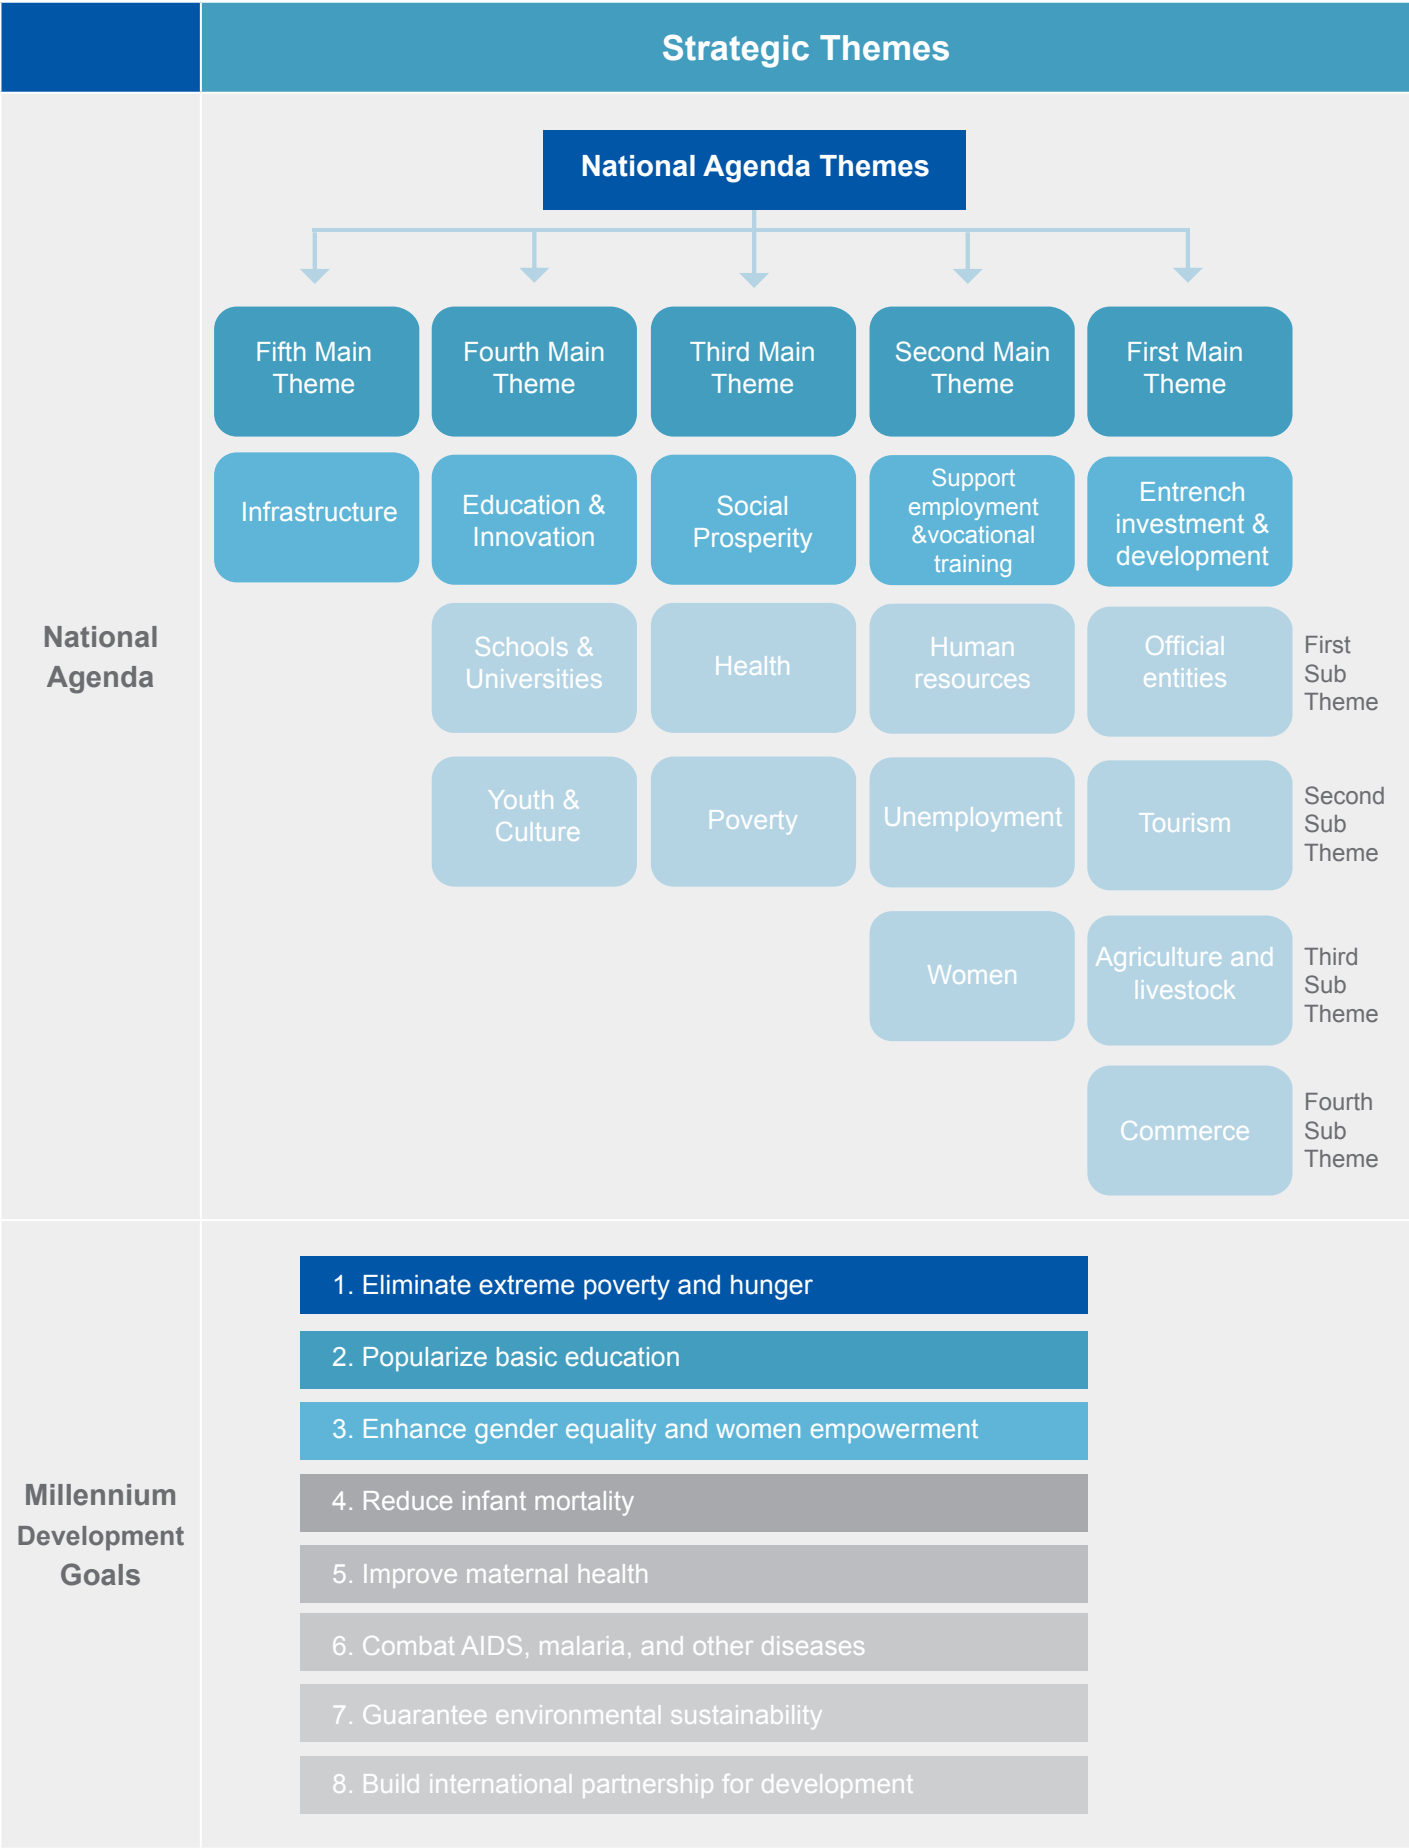 Strategic Themes
National Agenda
National Agenda Themes
Fifth Main
Theme
Fourth Main
Theme
Third Main
Theme
Second Main
Theme
First Main
Theme
Infrastructure
Education &
Innovation
Social
Prosperity
Support
employment
&vocational
training
Entrench
investment &
development
Schools &
Universities
Health
Human
resources
Official
entities
First
Sub
Theme
Youth &
Culture
Poverty
Unemployment
Tourism
Second
Sub
Theme
Women
Agriculture and
livestock
Third
Sub
Theme
Commerce
Fourth
Sub
Theme
Millennium
Development
Goals
1. Eliminate extreme poverty and hunger
2. Popularize basic education
3. Enhance gender equality and women empowerment
4. Reduce infant mortality
5. Improve maternal health
6. Combat AIDS, malaria, and other diseases
7. Guarantee environmental sustainability
8. Build international partnership for development